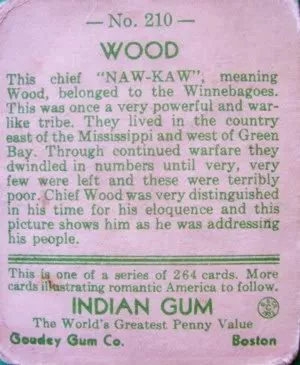 — No. 210 —
WOOD
This chief "NAW-KAW", meaning
Wood, belonged to the Winnebagoes.
This was once a very powerful and war-
like tribe. They lived in the country
east of the Mississippi and west of Green
Bay. Through continued warfare they
dwindled in numbers until very, very
few were left and these were terribly
poor. Chief Wood was very distinguished
in his time for his eloquence and this
picture shows him as he was addressing
his people.
This is one of a series of 264 cards. More
cards illustrating romantic America to follow.
INDIAN GUM
The World's Greatest Penny Value
Goudey Gum Co. Boston